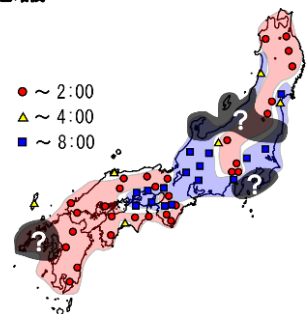 ● ～ 2:00
▲ ～ 4:00
■ ～ 8:00
?
?
?